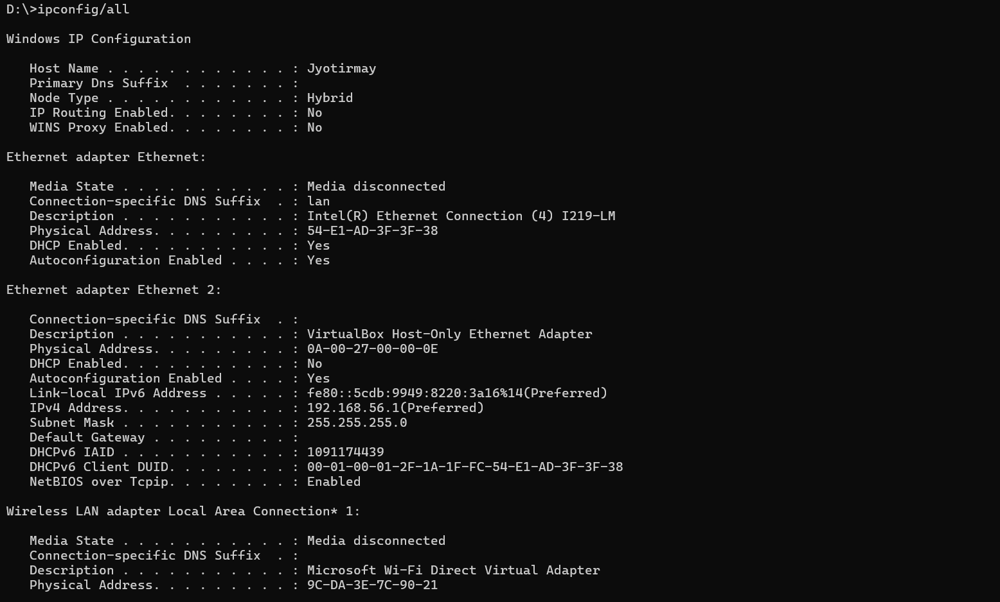 D:\>ipconfig/all
Windows IP Configuration
Host Name . . . . . . . . . . . . : Jyotirmay
Primary Dns Suffix  . . . . . . . :
Node Type . . . . . . . . . . . . : Hybrid
IP Routing Enabled. . . . . . . . : No
WINS Proxy Enabled. . . . . . . . : No
Ethernet adapter Ethernet:
Media State . . . . . . . . . . . : Media disconnected
Connection-specific DNS Suffix  . : lan
Description . . . . . . . . . . . : Intel(R) Ethernet Connection (4) I219-LM
Physical Address. . . . . . . . . : 54-E1-AD-3F-3F-38
DHCP Enabled. . . . . . . . . . . : Yes
Autoconfiguration Enabled . . . . : Yes
Ethernet adapter Ethernet 2:
Connection-specific DNS Suffix  . :
Description . . . . . . . . . . . : VirtualBox Host-Only Ethernet Adapter
Physical Address. . . . . . . . . : 0A-00-27-00-00-0E
DHCP Enabled. . . . . . . . . . . : No
Autoconfiguration Enabled . . . . : Yes
Link-local IPv6 Address . . . . . : fe80::5cdb:9949:8220:3a16%14(Preferred)
IPv4 Address. . . . . . . . . . . : 192.168.56.1(Preferred)
Subnet Mask . . . . . . . . . . . : 255.255.255.0
Default Gateway . . . . . . . . . :
DHCPv6 IAID . . . . . . . . . . . : 1091174439
DHCPv6 Client DUID. . . . . . . . : 00-01-00-01-2F-1A-1F-FC-54-E1-AD-3F-3F-38
NetBIOS over Tcpip. . . . . . . . : Enabled
Wireless LAN adapter Local Area Connection* 1:
Media State . . . . . . . . . . . : Media disconnected
Connection-specific DNS Suffix  . :
Description . . . . . . . . . . . : Microsoft Wi-Fi Direct Virtual Adapter
Physical Address. . . . . . . . . : 9C-DA-3E-7C-90-21